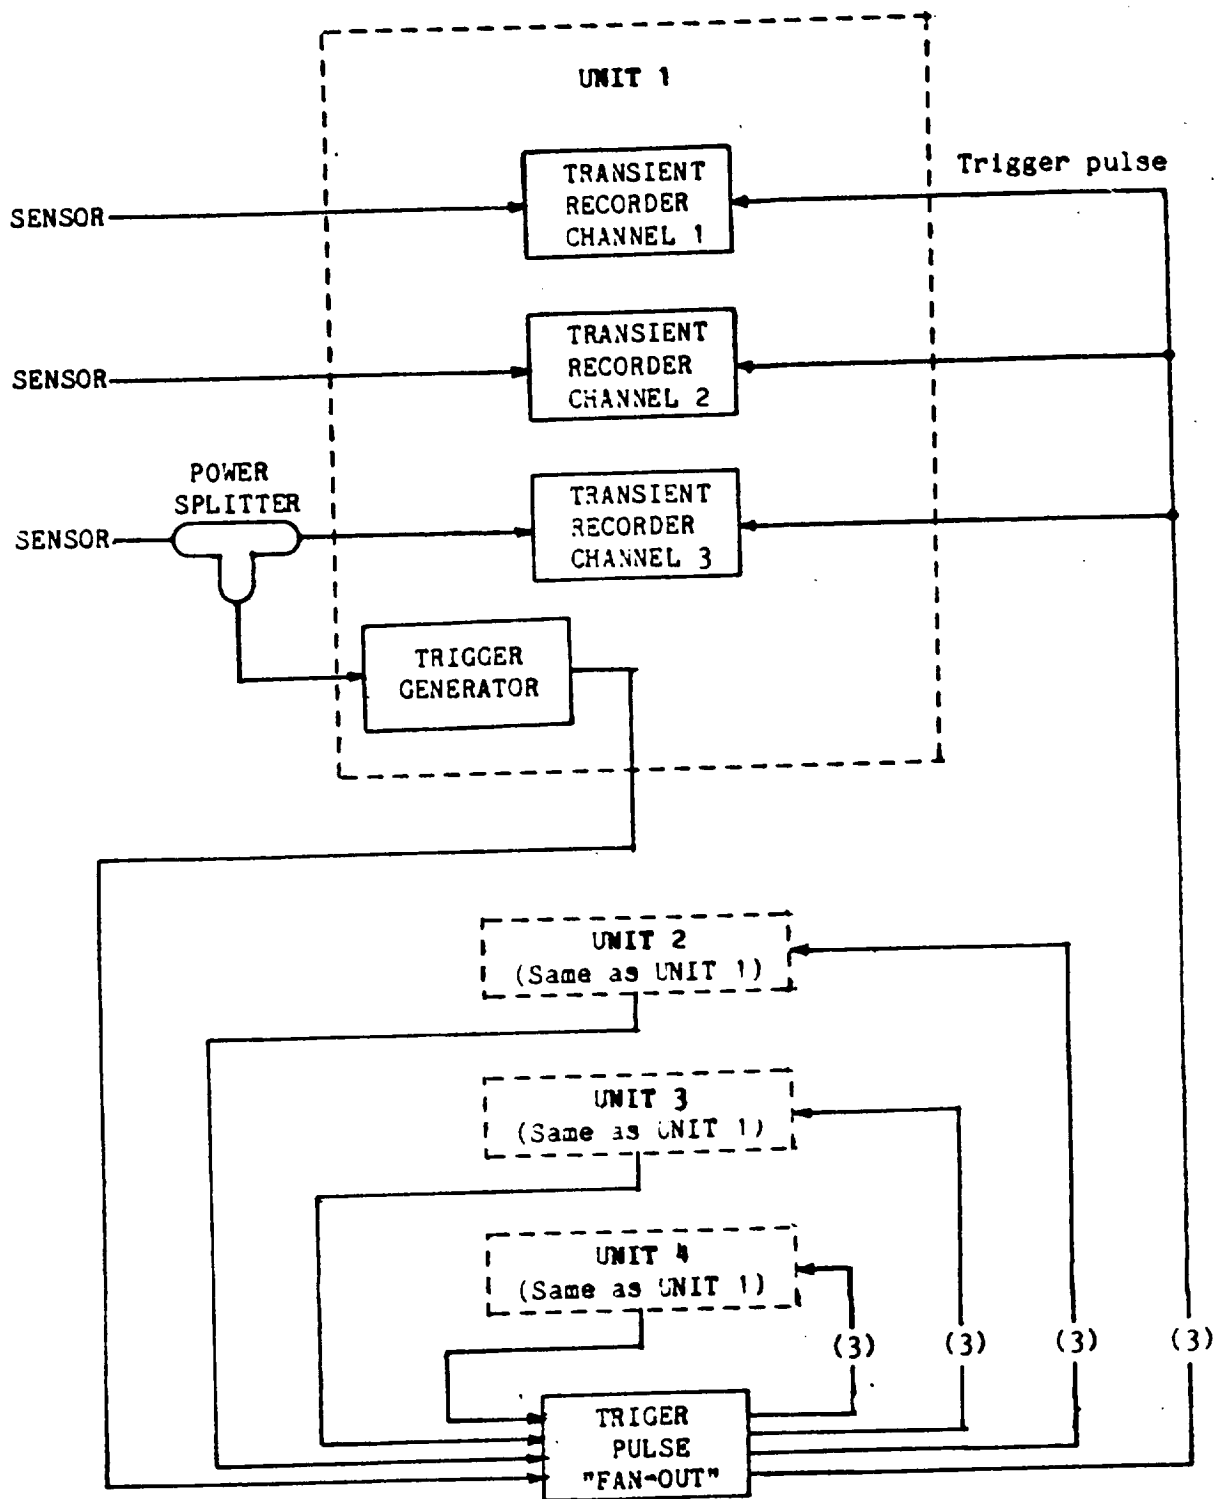 UNIT 1
TRANSIENT
RECORDER
CHANNEL 1
Trigger pulse
SENSOR
TRANSIENT
RECORDER
CHANNEL 2
SENSOR
POWER
SPLITTER
TRANSIENT
RECORDER
CHANNEL 3
SENSOR
TRIGGER
GENERATOR
UNIT 2
(Same as UNIT 1)
UNIT 3
(Same as UNIT 1)
UNIT 4
(Same as UNIT 1)
(3)
(3)
(3)
(3)
TRIGER
PULSE
"FAN-OUT"